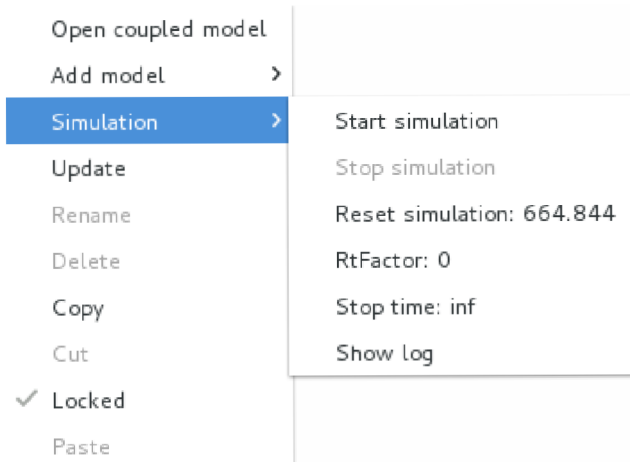 Open coupled model
Add model
Simulation
Update
Rename
Delete
Copy
Cut
Locked
Paste
Start simulation
Stop simulation
Reset simulation: 664.844
RtFactor: 0
Stop time: inf
Show log